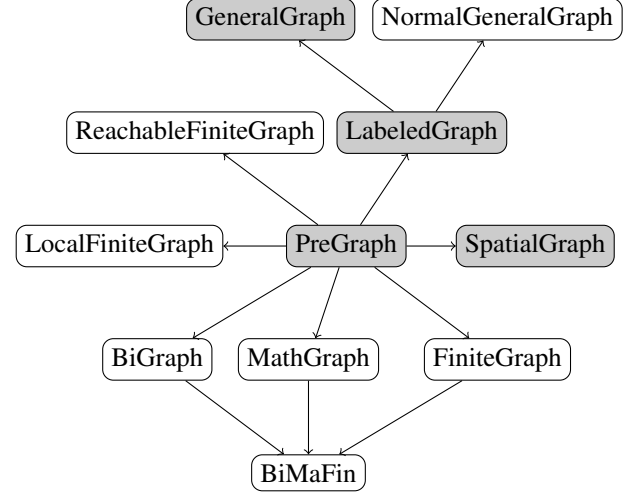 GeneralGraph
NormalGeneralGraph
ReachableFiniteGraph
LabeledGraph
LocalFiniteGraph
PreGraph
SpatialGraph
BiGraph
MathGraph
FiniteGraph
BiMaFin